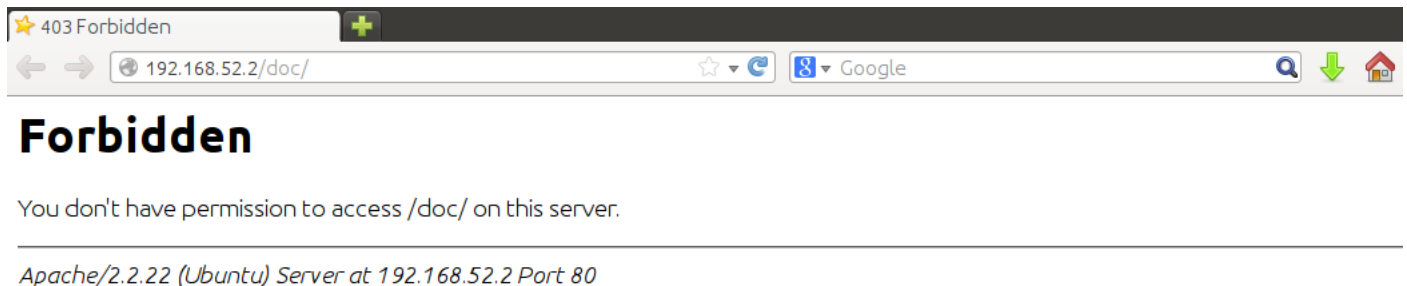 403 Forbidden
192.168.52.2/doc/
8 Google
Forbidden
You don't have permission to access /doc/ on this server.
Apache/2.2.22 (Ubuntu) Server at 192.168.52.2 Port 80